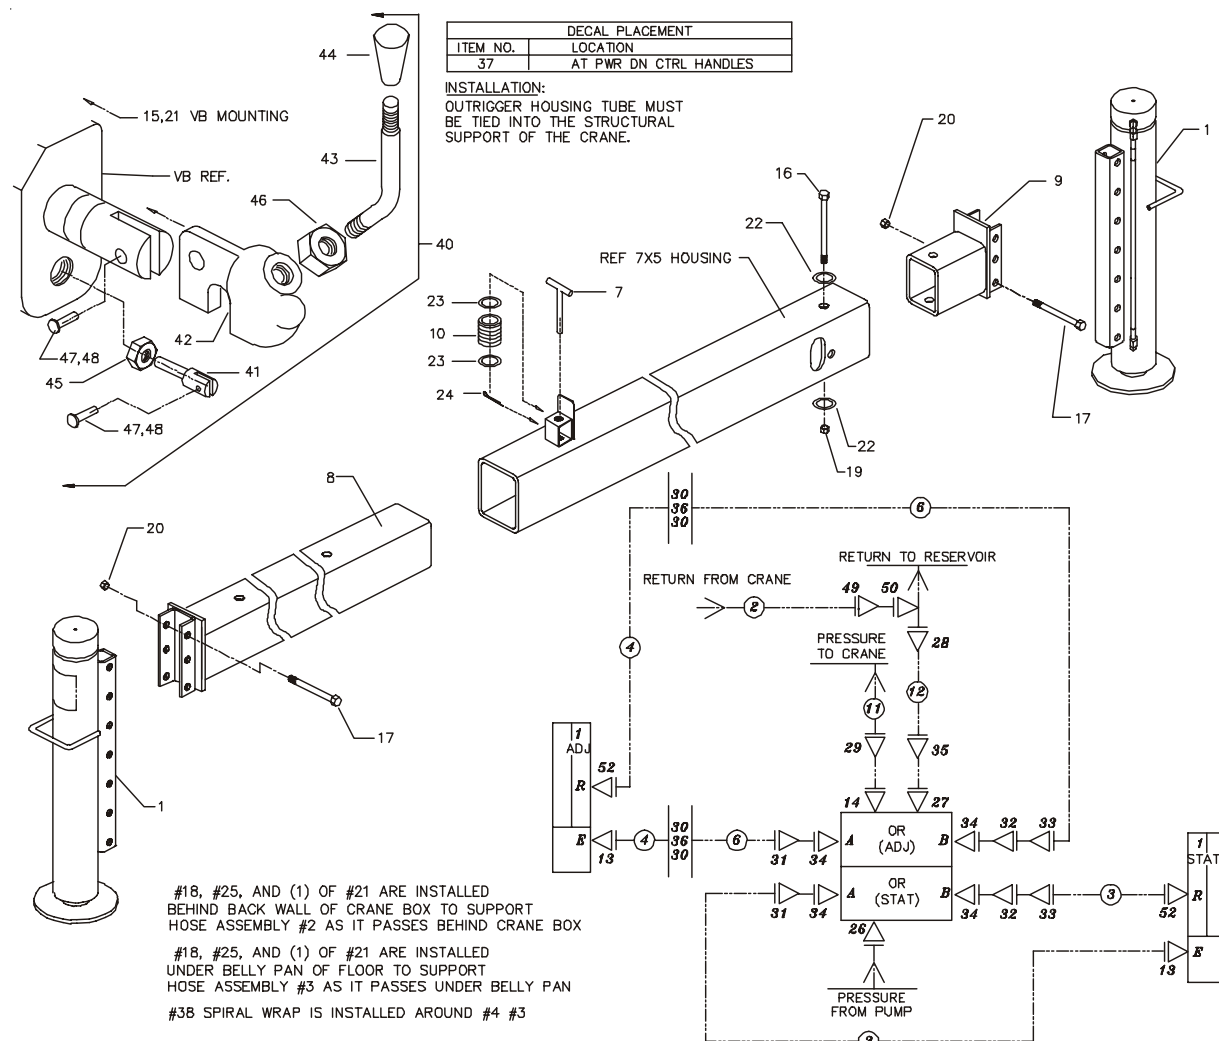 DECAL PLACEMENT
ITEM NO. LOCATION
37 AT PWR DN CTRL HANDLES
INSTALLATION:
OUTRIGGER HOUSING TUBE MUST
BE TIED INTO THE STRUCTURAL
SUPPORT OF THE CRANE.
44
15,21 VB MOUNTING
43
VB REF.
46
40
42
47,48
45
41
47,48
23
10
23
24
7
REF 7X5 HOUSING
16
22
22
19
20
9
1
17
8
20
17
1
30
36
30
6
RETURN TO RESERVOIR
RETURN FROM CRANE
2
49
50
28
PRESSURE
TO CRANE
4
11
12
29
35
14
27
1
ADJ
52
R
E
13
4
30
36
30
6
31
34
A
OR
(ADJ)
B
34
32
33
31
34
A
OR
(STAT)
B
34
32
33
3
52
1
STAT
R
E
13
26
PRESSURE
FROM PUMP
#18, #25, AND (1) OF #21 ARE INSTALLED
BEHIND BACK WALL OF CRANE BOX TO SUPPORT
HOSE ASSEMBLY #2 AS IT PASSES BEHIND CRANE BOX
#18, #25, AND (1) OF #21 ARE INSTALLED
UNDER BELLY PAN OF FLOOR TO SUPPORT
HOSE ASSEMBLY #3 AS IT PASSES UNDER BELLY PAN
#38 SPIRAL WRAP IS INSTALLED AROUND #4 #3